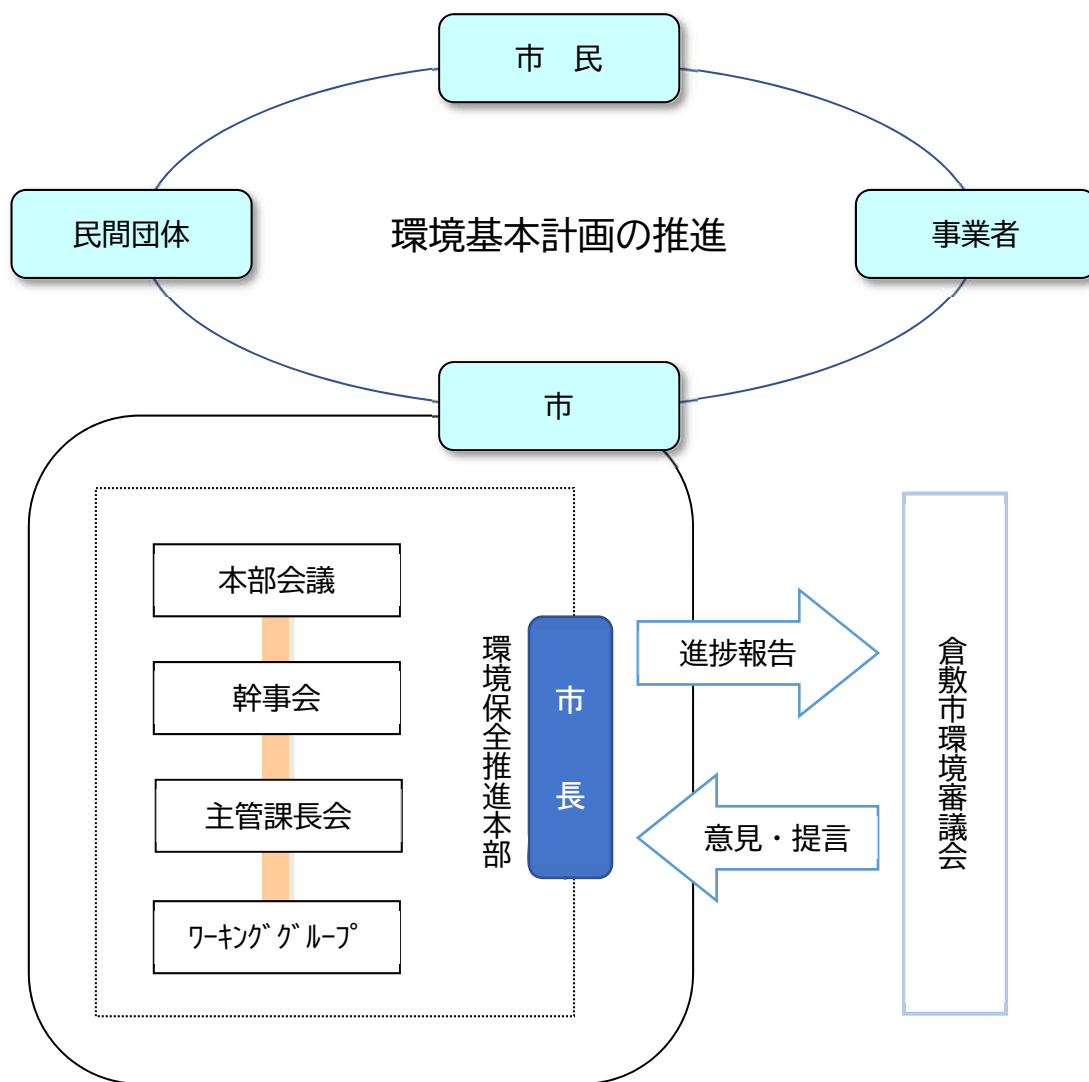 市　民
民間団体
環境基本計画の推進
事業者
市
本部会議
幹事会
主管課長会
ﾜｰｷﾝｸﾞｸﾞﾙｰﾌﾟ
環境保全推進本部
市長
進捗報告
意見・提言
倉敷市環境審議会